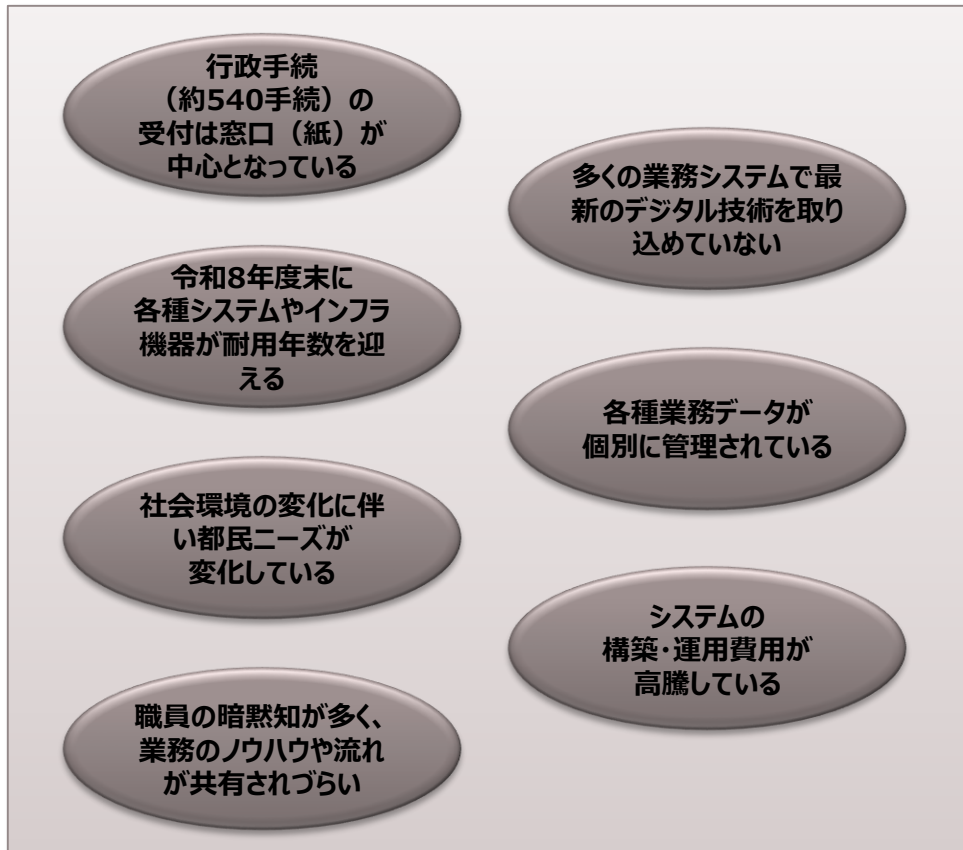 行政手続
（約540手続）の
受付は窓口（紙）が
中心となっている
令和8年度末に
各種システムやインフラ
機器が耐用年数を迎
える
社会環境の変化に伴
い都民ニーズが
変化している
職員の暗黙知が多く、
業務のノウハウや流れ
が共有されづらい
多くの業務システムで最
新のデジタル技術を取り
込めていない
各種業務データが
個別に管理されている
システムの
構築・運用費用が
高騰している